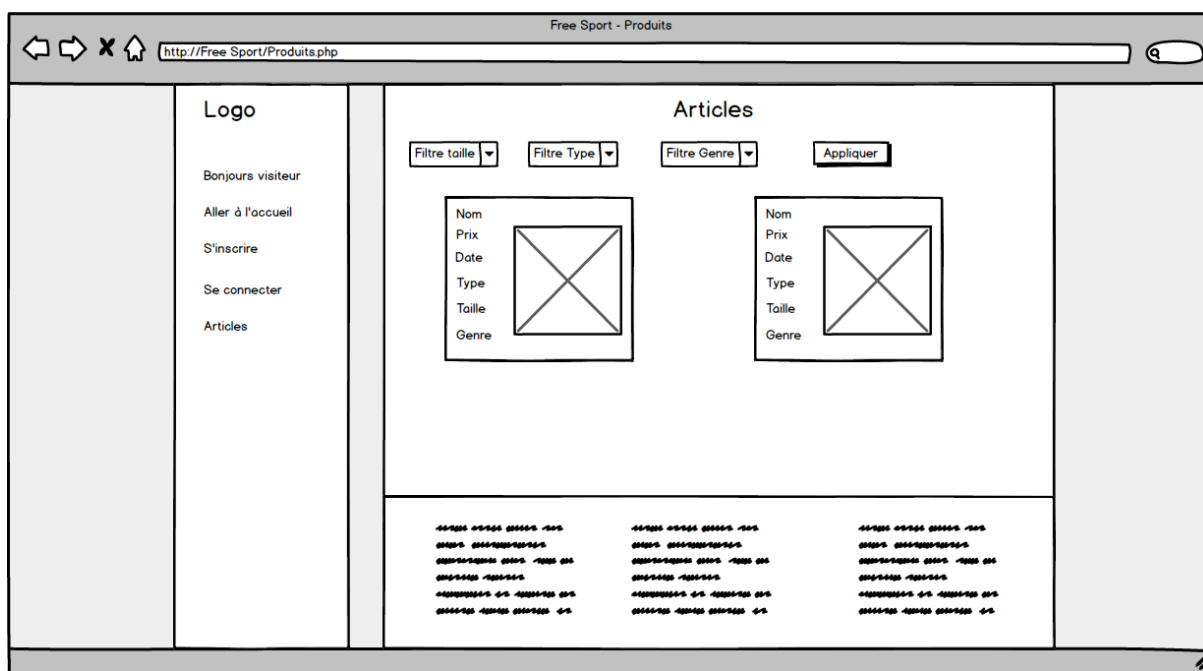 Free Sport - Produits
http://Free Sport/Produits.php
Logo
Bonjours visiteur
Aller à l'accueil
S'inscrire
Se connecter
Articles
Articles
Filtre taille
Filtre Type
Filtre Genre
Appliquer
Nom
Prix
Date
Type
Taille
Genre
Nom
Prix
Date
Type
Taille
Genre